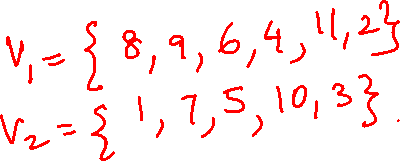 V₁ = { 8, 9, 6, 4, 11, 2 }
V₂ = { 1, 7, 5, 10, 3 } .